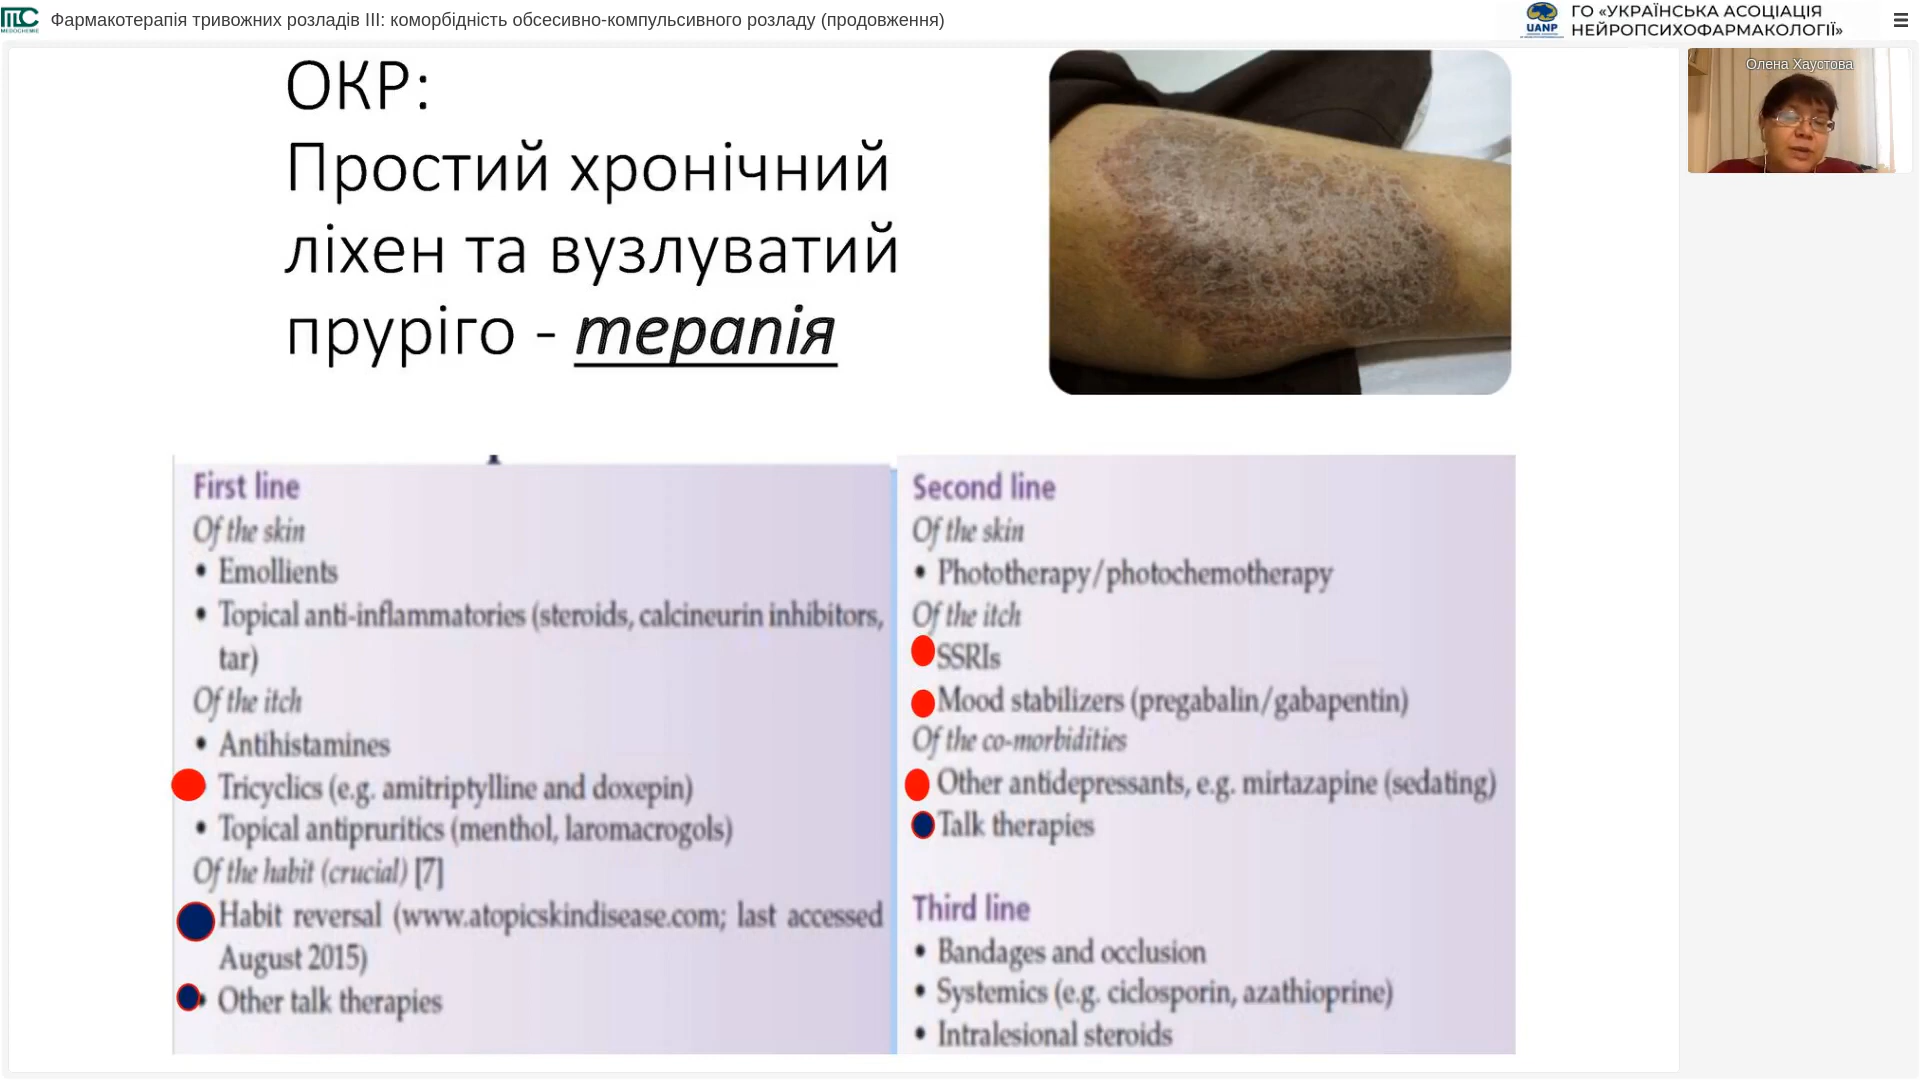 Фармакотерапія тривожних розладів III: коморбідність обсесивно-компульсивного розладу (продовження)
MEDOCHEMIE
UANP
ГО «УКРАЇНСЬКА АСОЦІАЦІЯ
НЕЙРОПСИХОФАРМАКОЛОГІЇ»
Олена Хаустова
ОКР:
Простий хронічний
ліхен та вузлуватий
пруріго - терапія
First line
Of the skin
• Emollients
• Topical anti-inflammatories (steroids, calcineurin inhibitors,
tar)
Of the itch
• Antihistamines
Tricyclics (e.g. amitriptylline and doxepin)
• Topical antipruritics (menthol, laromacrogols)
Of the habit (crucial) [7]
Habit reversal (www.atopicskindisease.com; last accessed
August 2015)
• Other talk therapies
Second line
Of the skin
• Phototherapy/photochemotherapy
Of the itch
SSRIs
Mood stabilizers (pregabalin/gabapentin)
Of the co-morbidities
Other antidepressants, e.g. mirtazapine (sedating)
Talk therapies
Third line
• Bandages and occlusion
• Systemics (e.g. ciclosporin, azathioprine)
• Intralesional steroids